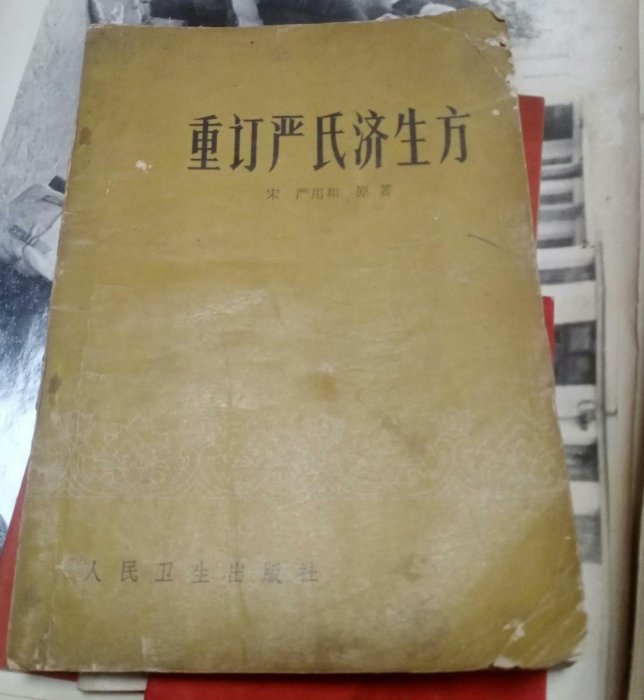 重订严氏济生方
宋 严用和 原著
人民卫生出版社